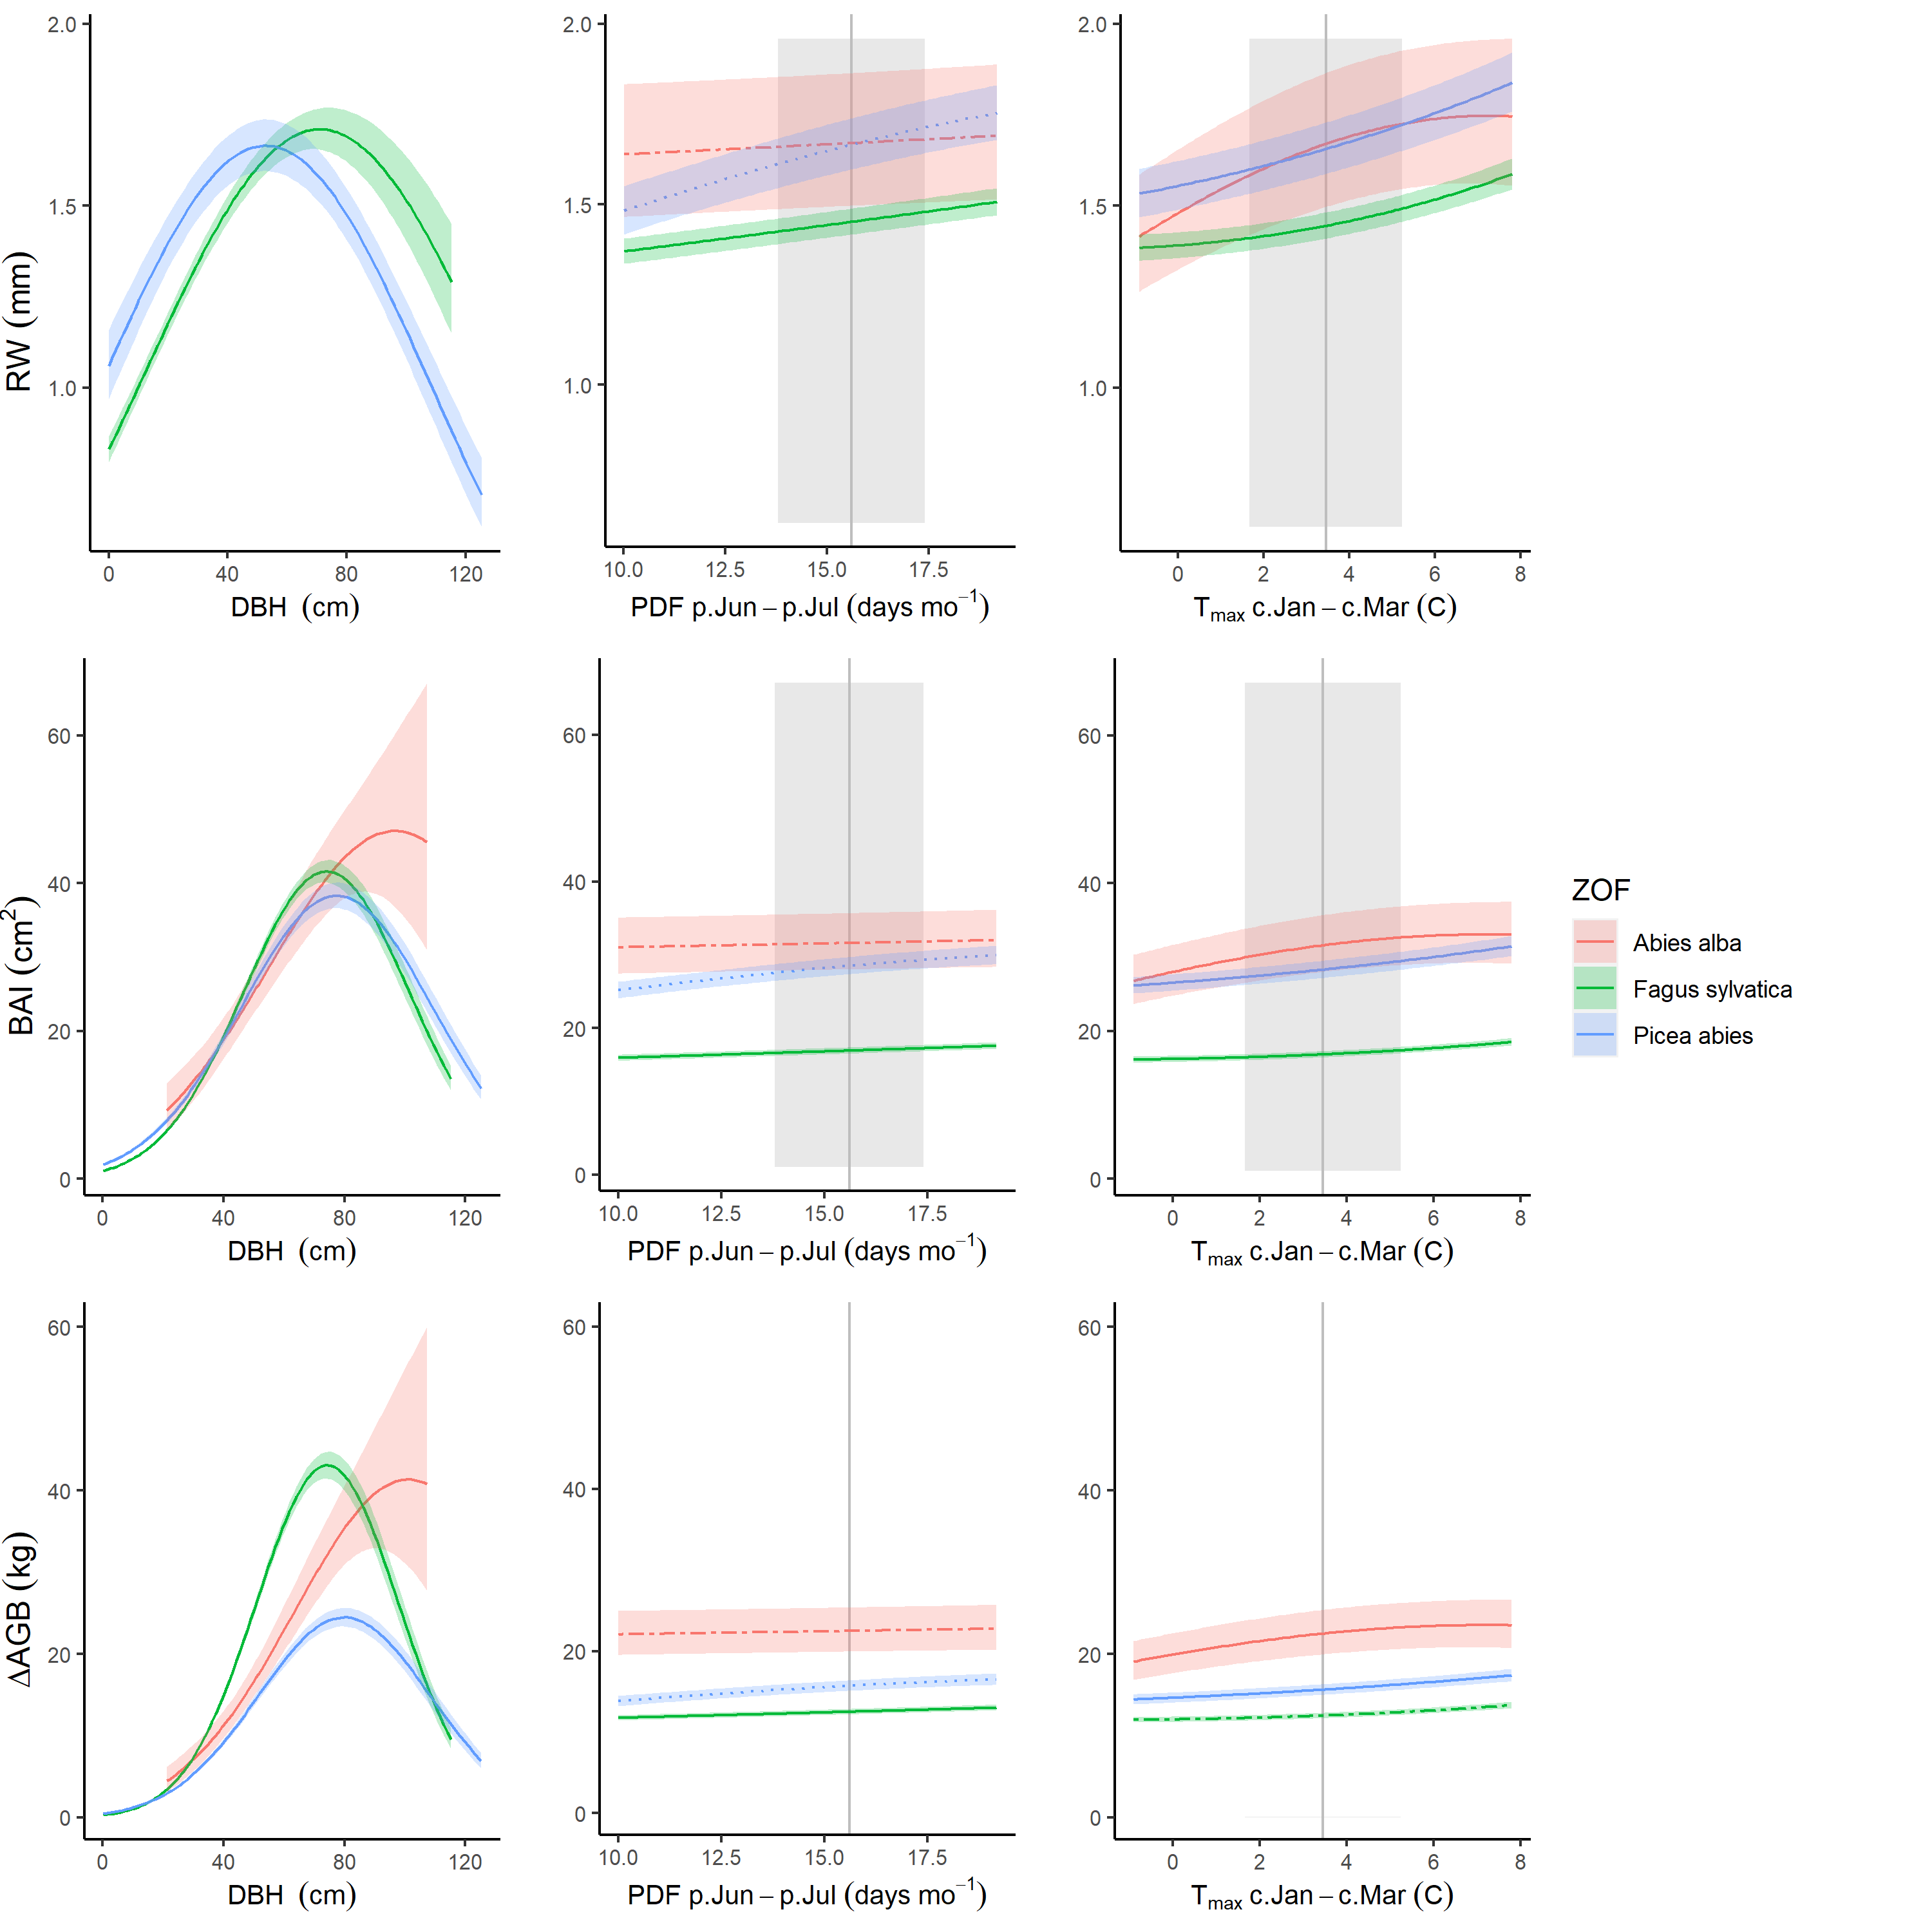 RW (mm)
2.0
1.5
1.0
0 40 80 120
DBH (cm)
2.0
1.5
1.0
10.0 12.5 15.0 17.5
PDF p.Jun – p.Jul (days mo⁻¹)
2.0
1.5
1.0
0 2 4 6 8
Tmax c.Jan – c.Mar (C)
BAI (cm²)
60
40
20
0
0 40 80 120
DBH (cm)
60
40
20
0
10.0 12.5 15.0 17.5
PDF p.Jun – p.Jul (days mo⁻¹)
60
40
20
0
0 2 4 6 8
Tmax c.Jan – c.Mar (C)
ZOF
Abies alba
Fagus sylvatica
Picea abies
ΔAGB (kg)
60
40
20
0
0 40 80 120
DBH (cm)
60
40
20
0
10.0 12.5 15.0 17.5
PDF p.Jun – p.Jul (days mo⁻¹)
60
40
20
0
0 2 4 6 8
Tmax c.Jan – c.Mar (C)